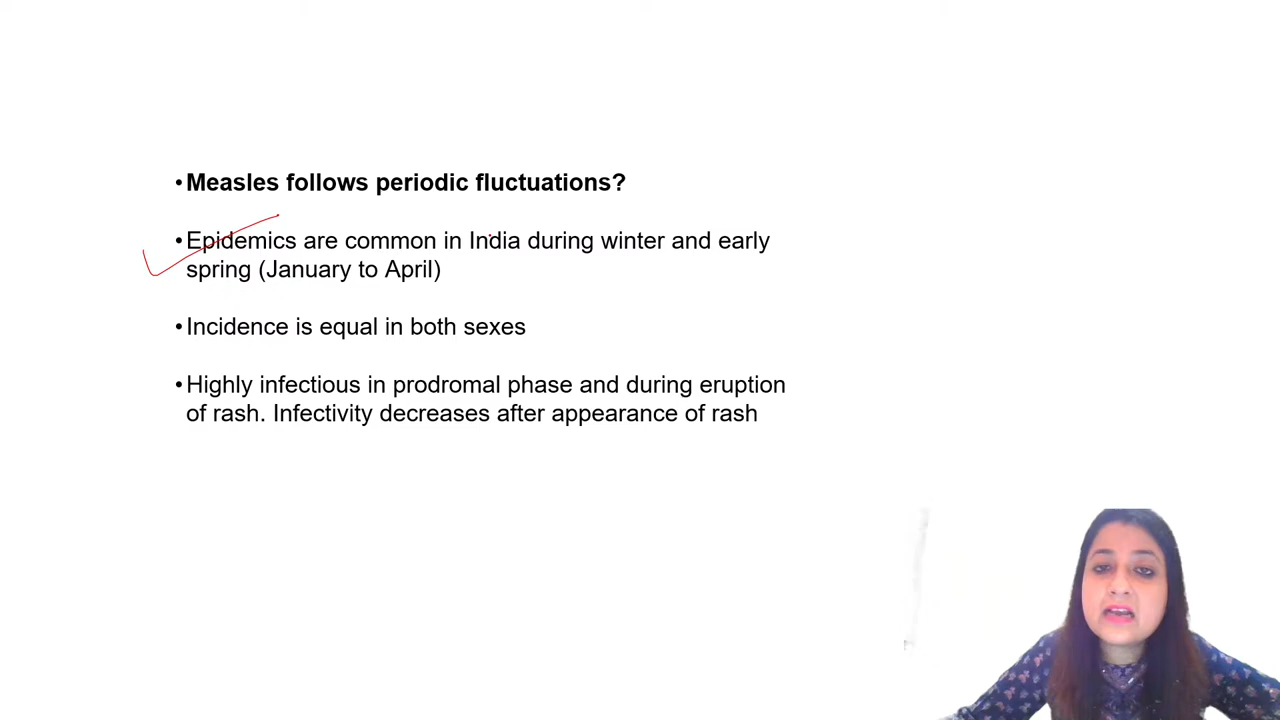 • Measles follows periodic fluctuations?
• Epidemics are common in India during winter and early
spring (January to April)
• Incidence is equal in both sexes
• Highly infectious in prodromal phase and during eruption
of rash. Infectivity decreases after appearance of rash